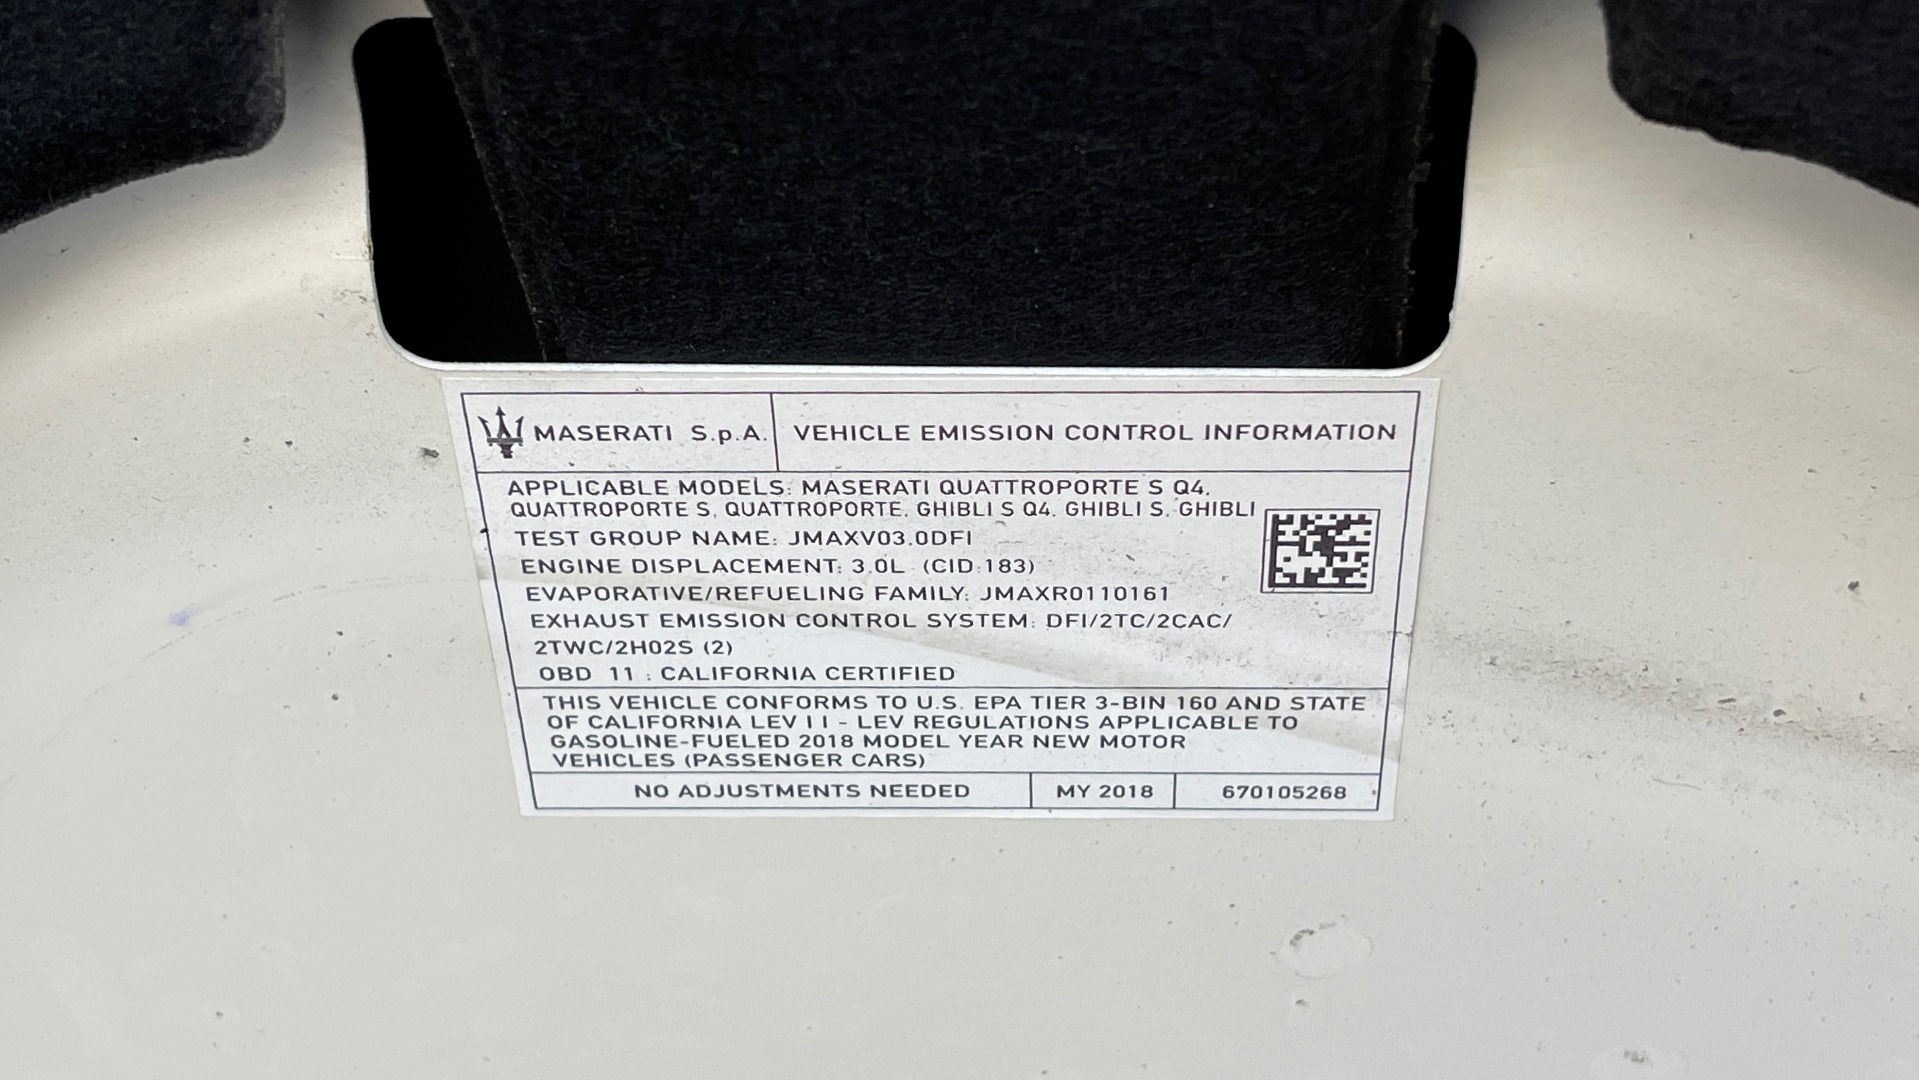 MASERATI S.p.A.
VEHICLE EMISSION CONTROL INFORMATION
APPLICABLE MODELS: MASERATI QUATTROPORTE S Q4,
QUATTROPORTE S, QUATTROPORTE, GHIBLI S Q4, GHIBLI S, GHIBLI
TEST GROUP NAME: JMAXV03.0DFI
ENGINE DISPLACEMENT: 3.0L (CID:183)
EVAPORATIVE/REFUELING FAMILY: JMAXR0110161
EXHAUST EMISSION CONTROL SYSTEM: DFI/2TC/2CAC/
2TWC/2HO2S (2)
OBD 11 : CALIFORNIA CERTIFIED
THIS VEHICLE CONFORMS TO U.S. EPA TIER 3-BIN 160 AND STATE
OF CALIFORNIA LEV I I I - LEV REGULATIONS APPLICABLE TO
GASOLINE-FUELED 2018 MODEL YEAR NEW MOTOR
VEHICLES (PASSENGER CARS)
NO ADJUSTMENTS NEEDED
MY 2018
670105268